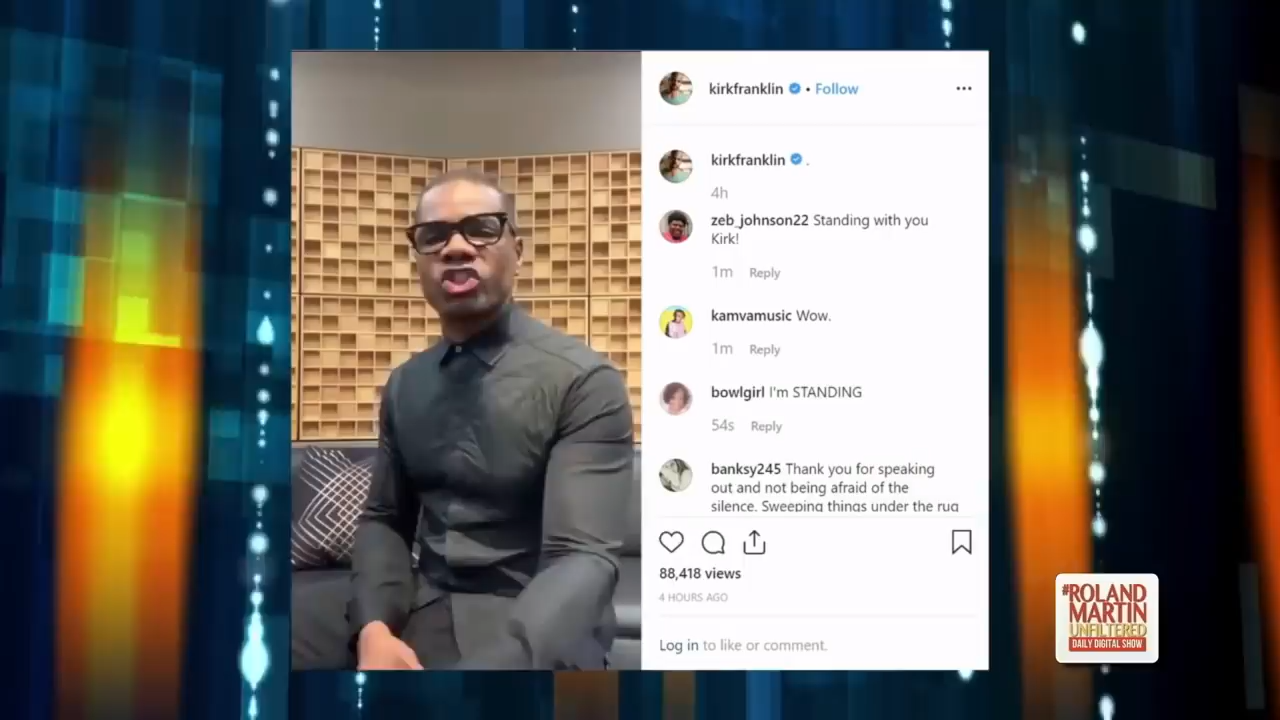 kirkfranklin • Follow
kirkfranklin .
4h
zeb_johnson22 Standing with you
Kirk!
1m Reply
kamvamusic Wow.
1m Reply
bowlgirl I'm STANDING
54s Reply
banksy245 Thank you for speaking
out and not being afraid of the
silence. Sweeping things under the rug
88,418 views
4 HOURS AGO
Log in to like or comment.
#ROLAND
MARTIN
UNFILTERED
DAILY DIGITAL SHOW